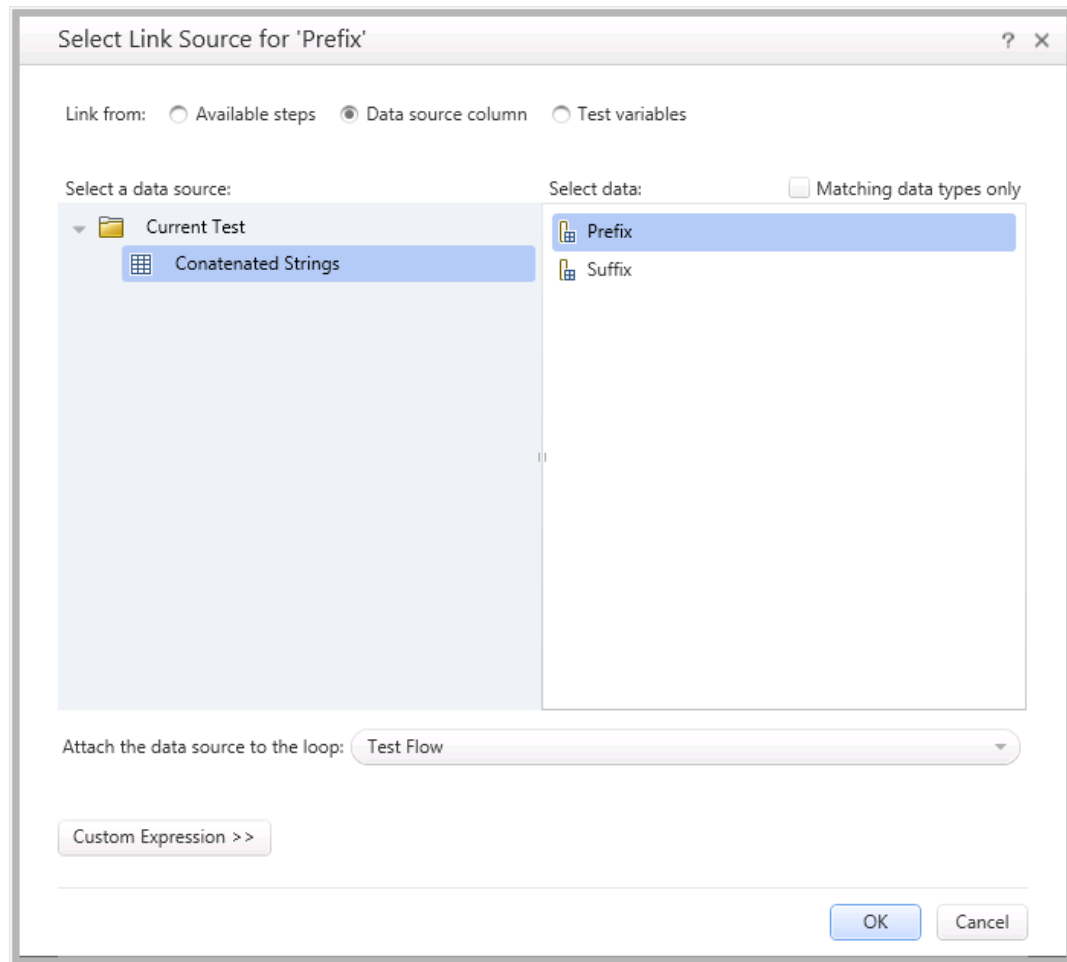 Select Link Source for 'Prefix' ?
Link from: Available steps Data source column Test variables
Select a data source: Select data: Matching data types only
Current Test
Conatenated Strings
Prefix
Suffix
Attach the data source to the loop: Test Flow
Custom Expression >>
OK Cancel